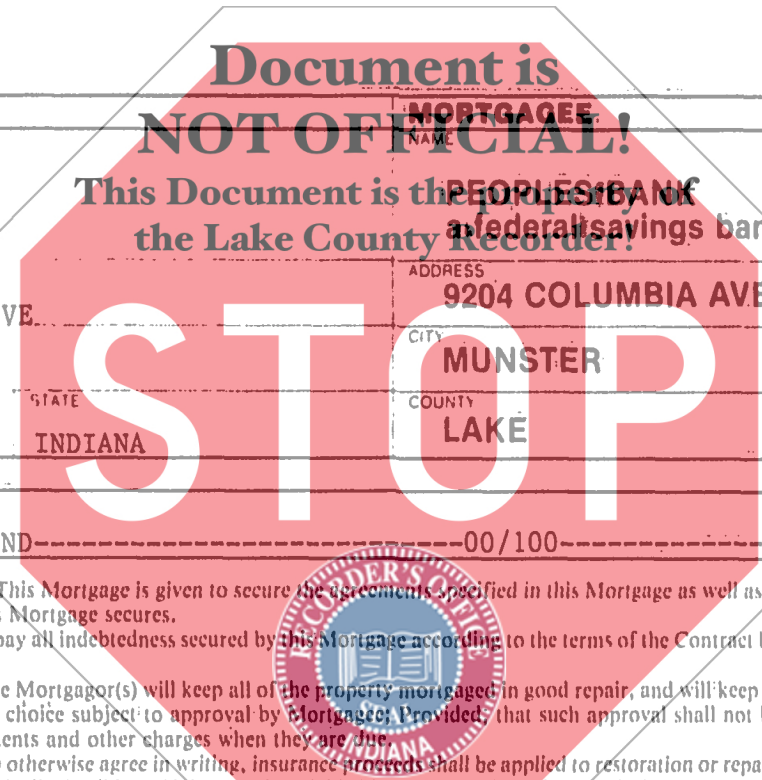 Document is
NOT OFFICIAL!
This Document is the property of
the Lake County Recorder!
STOP
MORTGAGEE
NAME
PEOPLES BANK
a federal savings ban
ADDRESS
VE
9204 COLUMBIA AVE
CITY
MUNSTER
STATE
COUNTY
INDIANA
LAKE
ND----------------------------------00/100--------------
This Mortgage is given to secure the agreements specified in this Mortgage as well as
s Mortgage secures.
pay all indebtedness secured by this Mortgage according to the terms of the Contract
e Mortgagor(s) will keep all of the property mortgaged in good repair, and will keep
choice subject to approval by Mortgagee; Provided, that such approval shall not
ents and other charges when they are due.
otherwise agree in writing, insurance proceeds shall be applied to restoration or repa
RECORDER'S OFFICE
SEAL
INDIANA